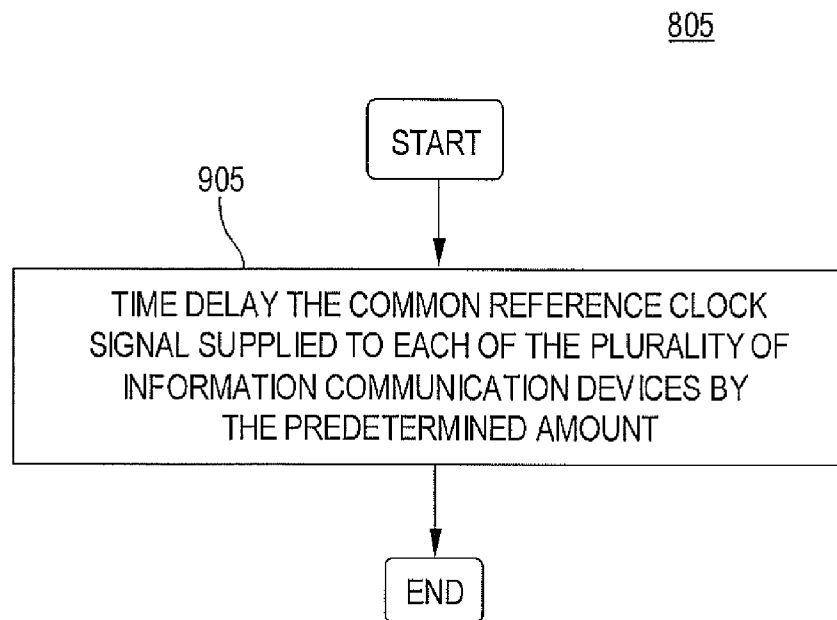 805
START
905
TIME DELAY THE COMMON REFERENCE CLOCK
SIGNAL SUPPLIED TO EACH OF THE PLURALITY OF
INFORMATION COMMUNICATION DEVICES BY
THE PREDETERMINED AMOUNT
END